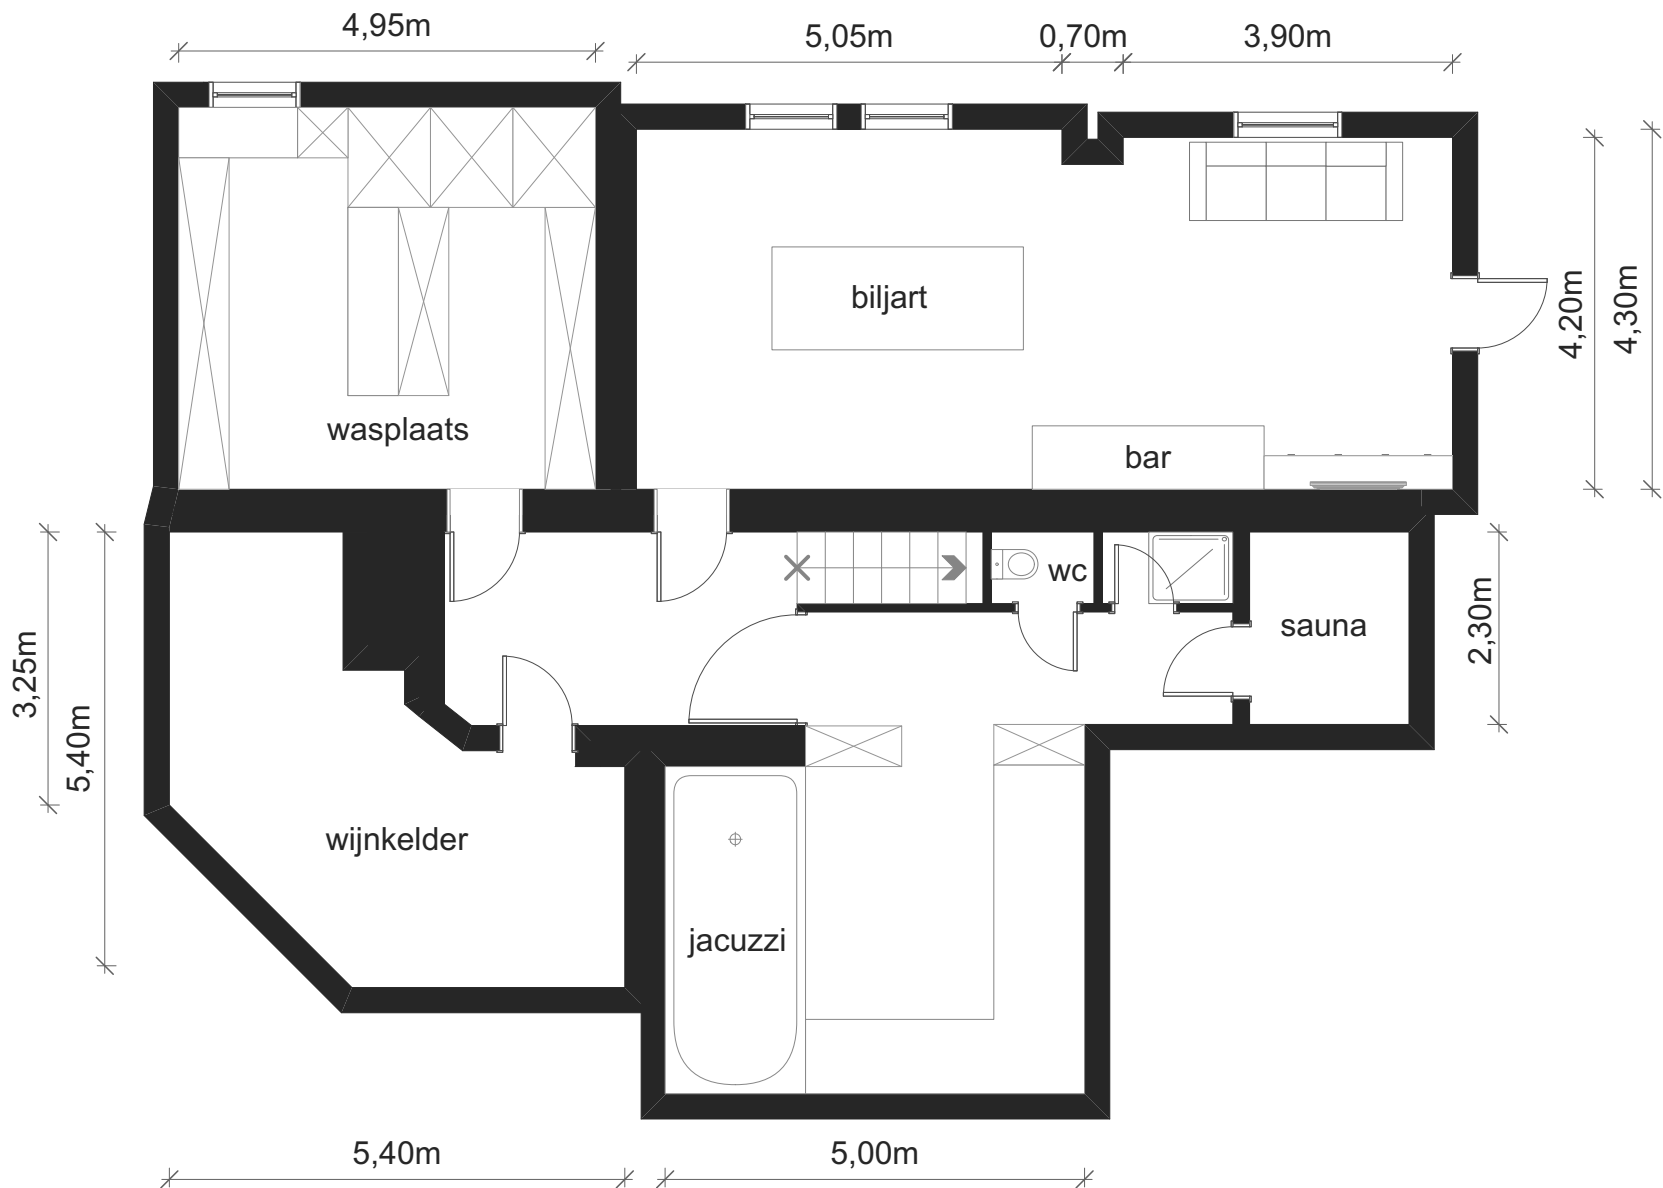 4,95m
5,05m
0,70m
3,90m
biljart
4,20m
4,30m
wasplaats
bar
wc
sauna
2,30m
3,25m
5,40m
wijnkelder
jacuzzi
5,40m
5,00m